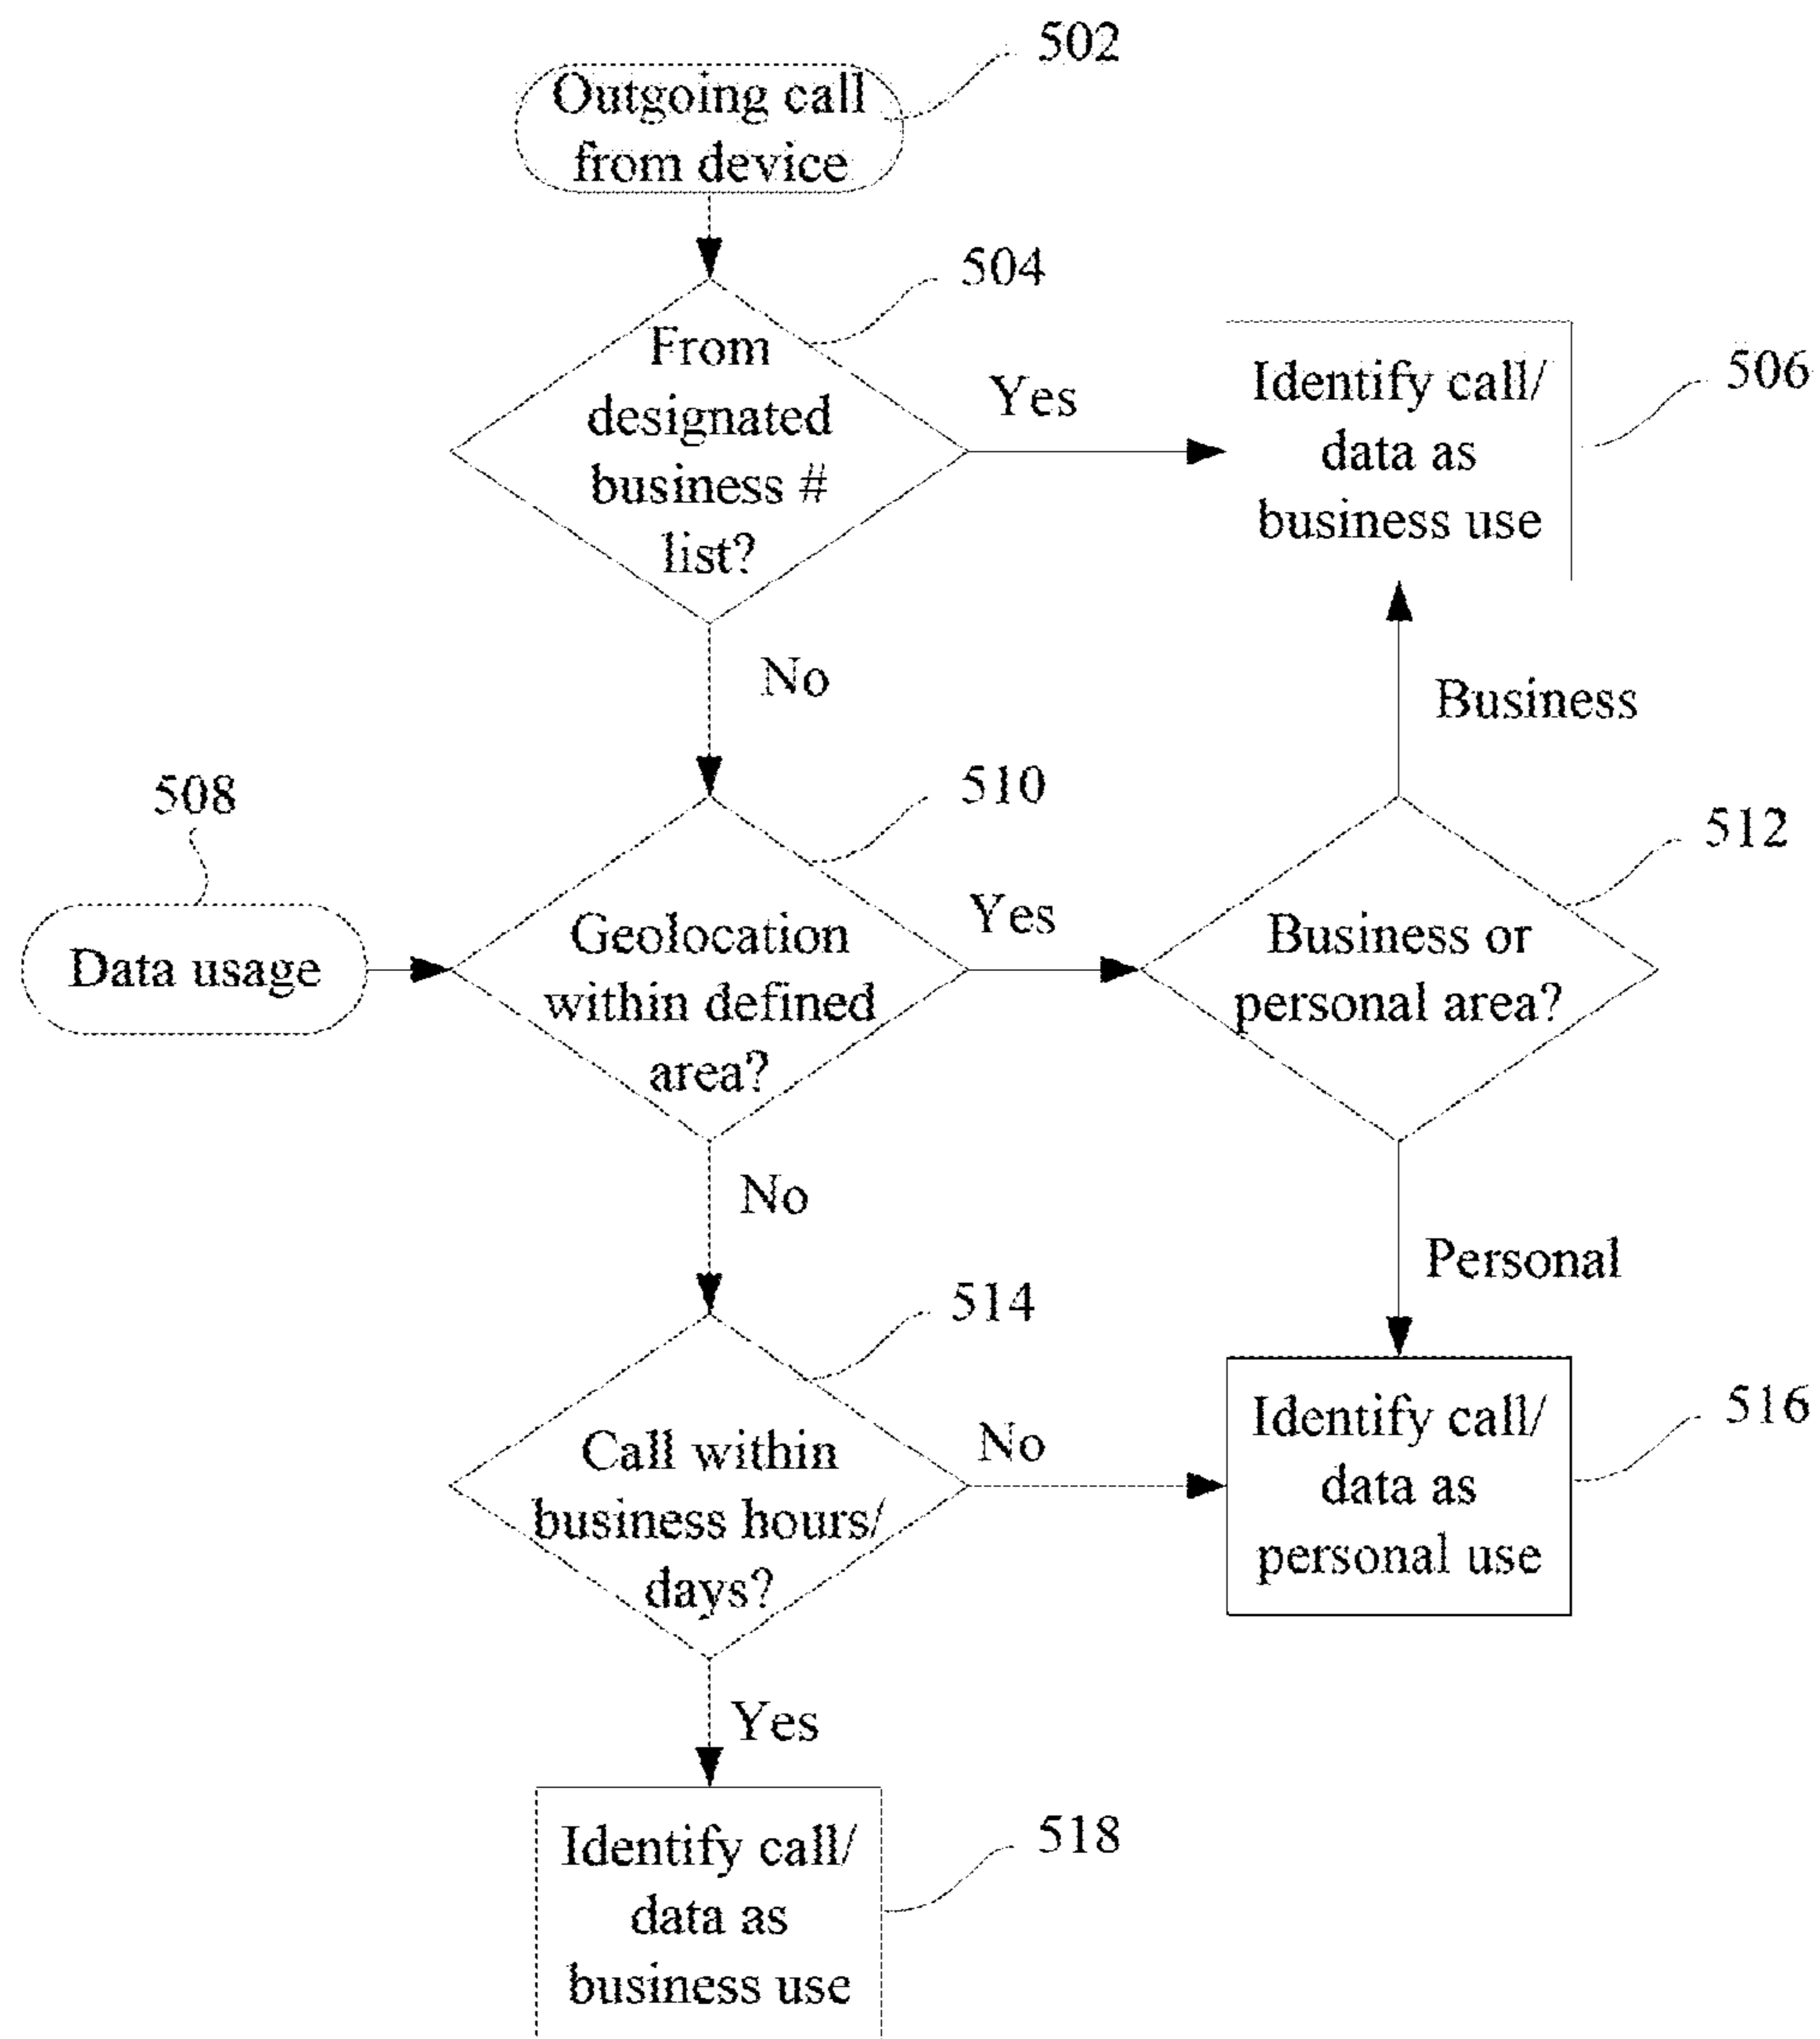 502
Outgoing call
from device
504
From
designated
business #
list?
Yes
Identify call/
data as
business use
506
No
Business
508
510
512
Data usage
Geolocation
within defined
area?
Yes
Business or
personal area?
No
Personal
514
Call within
business hours/
days?
No
Identify call/
data as
personal use
516
Yes
Identify call/
data as
business use
518